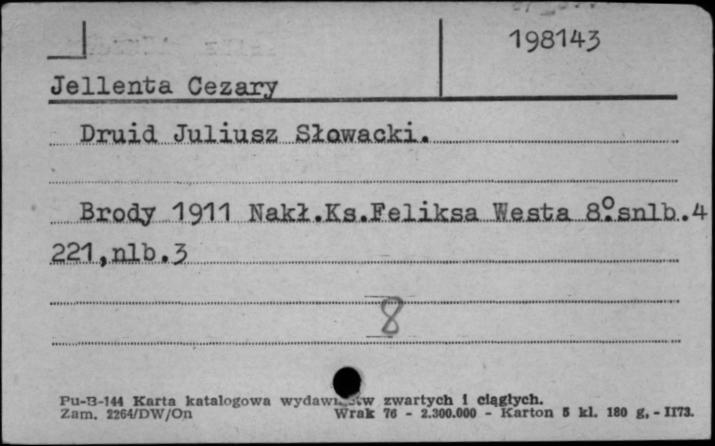 198143
Jellenta Cezary
Druid Juliusz Słowacki.
Brody 1911 Nakł.Ks.Feliksa Westa 8°.snlb.4
221,nlb.3
8
Pu-B-144 Karta katalogowa zwartych i ciągłych.
Zam. 2264/DW/On Wrak 76 - 2.300.000 - Karton 5 kl. 180 g, - II73.